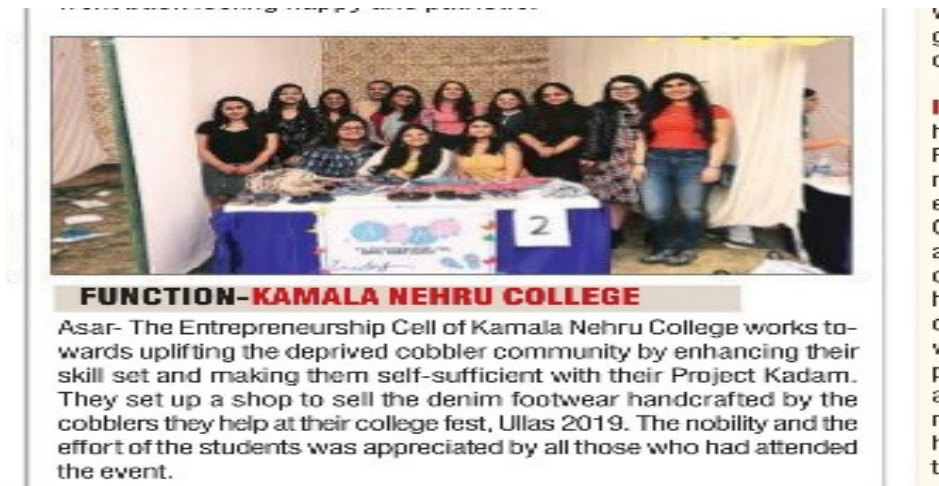 2
FUNCTION-KAMALA NEHRU COLLEGE
Asar- The Entrepreneurship Cell of Kamala Nehru College works to-
wards uplifting the deprived cobbler community by enhancing their
skill set and making them self-sufficient with their Project Kadam.
They set up a shop to sell the denim footwear handcrafted by the
cobblers they help at their college fest, Ullas 2019. The nobility and the
effort of the students was appreciated by all those who had attended
the event.